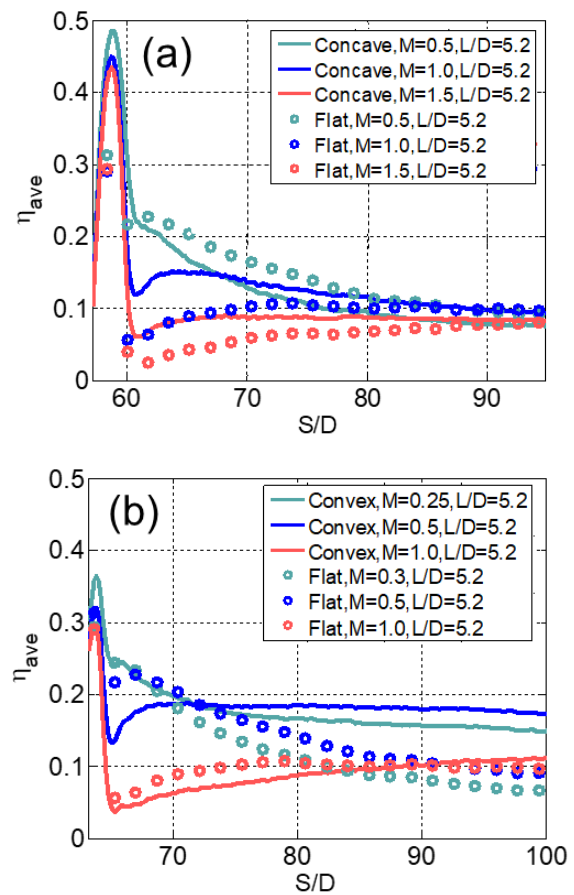 (a)
Concave,M=0.5,L/D=5.2
Concave,M=1.0,L/D=5.2
Concave,M=1.5,L/D=5.2
Flat,M=0.5,L/D=5.2
Flat,M=1.0,L/D=5.2
Flat,M=1.5,L/D=5.2
0.5
0.4
0.3
0.2
0.1
0
ηave
60
70
80
90
S/D
(b)
Convex,M=0.25,L/D=5.2
Convex,M=0.5,L/D=5.2
Convex,M=1.0,L/D=5.2
Flat,M=0.3,L/D=5.2
Flat,M=0.5,L/D=5.2
Flat,M=1.0,L/D=5.2
0.5
0.4
0.3
0.2
0.1
0
ηave
70
80
90
100
S/D